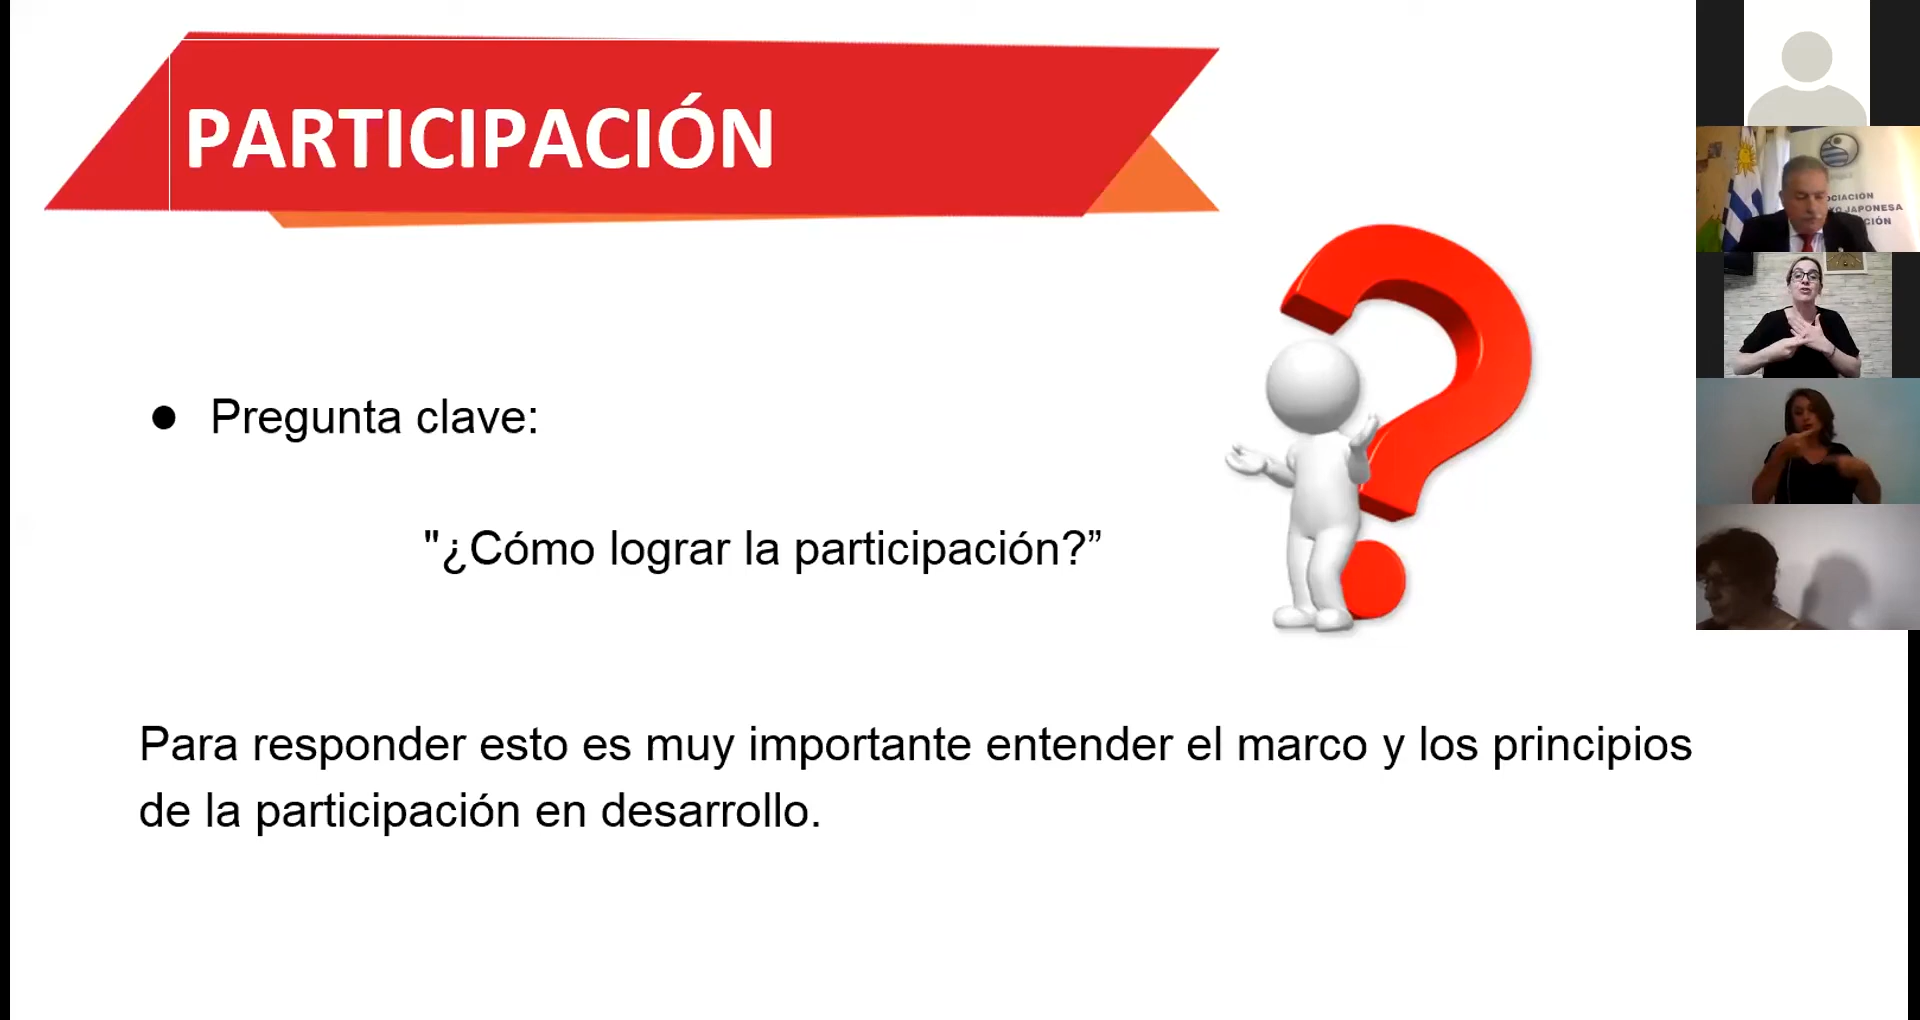 PARTICIPACIÓN
● Pregunta clave:
"¿Cómo lograr la participación?”
Para responder esto es muy importante entender el marco y los principios
de la participación en desarrollo.
JAPONESA